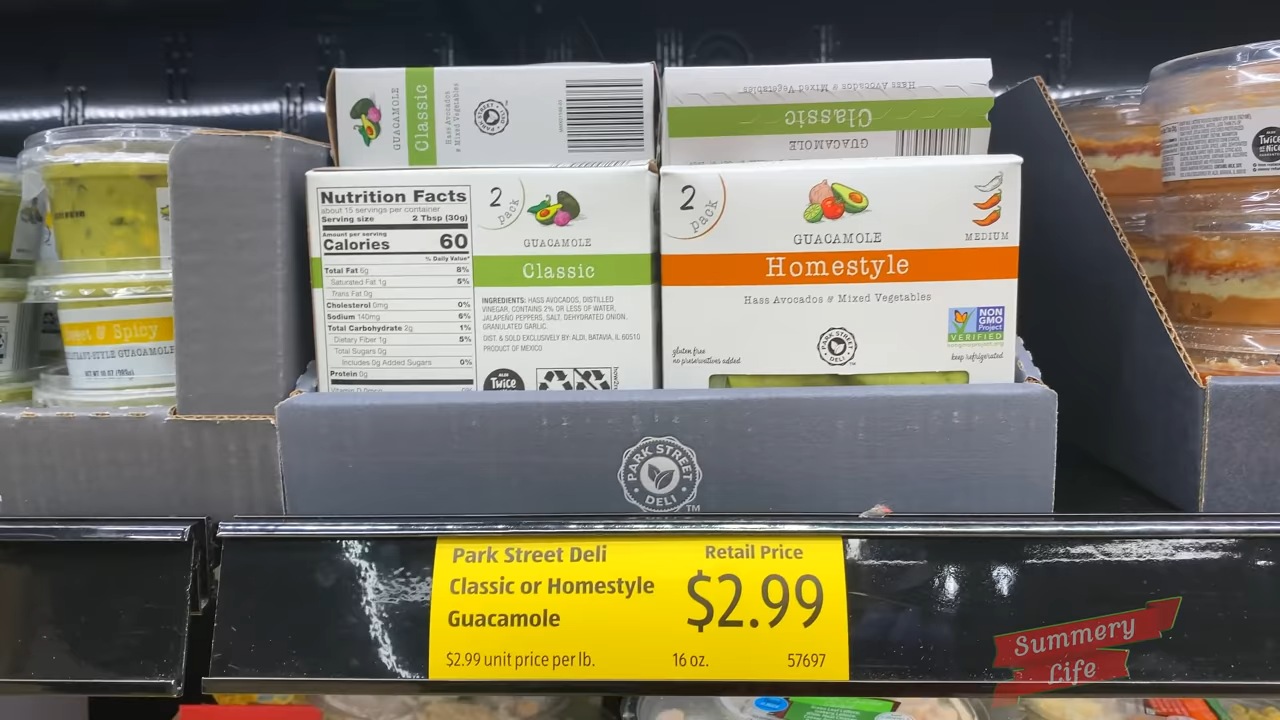 GUACAMOLE
Classic
Hass Avocados
& Mixed Vegetables
PARK STREET
DELI
Hass Avocados & Mixed Vegetables
Classic
GUACAMOLE
Nutrition Facts
about 15 servings per container
Serving size 2 Tbsp (30g)
Amount per serving
Calories 60
% Daily Value*
Total Fat 6g 8%
Saturated Fat 1g 5%
Trans Fat 0g
Cholesterol 0mg 0%
Sodium 140mg 6%
Total Carbohydrate 2g 1%
Dietary Fiber 1g 5%
Total Sugars 0g
Includes 0g Added Sugars 0%
Protein 0g
2
pack
GUACAMOLE
Classic
INGREDIENTS: HASS AVOCADOS, DISTILLED
VINEGAR, CONTAINS 2% OR LESS OF WATER,
JALAPEÑO PEPPERS, SALT, DEHYDRATED ONION,
GRANULATED GARLIC.
DIST. & SOLD EXCLUSIVELY BY: ALDI, BATAVIA, IL 60510
PRODUCT OF MEXICO
Twice
2
pack
GUACAMOLE
MEDIUM
Homestyle
Hass Avocados & Mixed Vegetables
NON
GMO
Project
VERIFIED
gluten free
no preservatives added
PARK STREET
DELI
keep refrigerated
& Spicy
GUACAMOLE
Twice
Nice
PARK STREET
DELI
TM
Park Street Deli
Classic or Homestyle
Guacamole
Retail Price
$2.99
$2.99 unit price per lb.
16 oz.
57697
Summery
Life